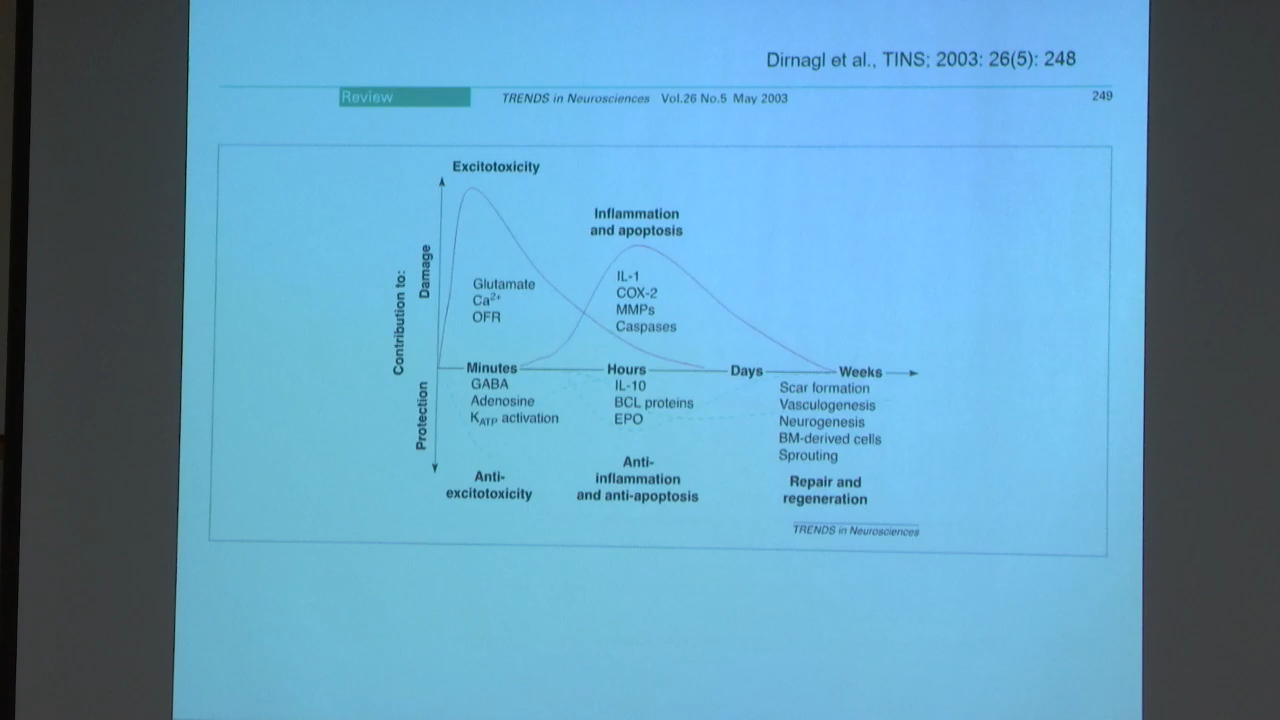 Dirnagl et al., TINS; 2003: 26(5): 248
Review
TRENDS in Neurosciences Vol.26 No.5 May 2003
249
Excitotoxicity
Inflammation
and apoptosis
Contribution to:
Damage
Protection
Glutamate
Ca²⁺
OFR
IL-1
COX-2
MMPs
Caspases
Minutes
Hours
Days
Weeks
GABA
Adenosine
K_ATP activation
IL-10
BCL proteins
EPO
Scar formation
Vasculogenesis
Neurogenesis
BM-derived cells
Sprouting
Anti-
excitotoxicity
Anti-
inflammation
and anti-apoptosis
Repair and
regeneration
TRENDS in Neurosciences